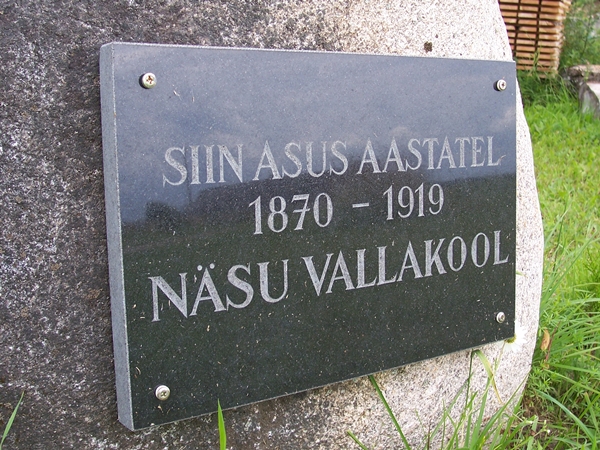 SIIN ASUS AASTATEL
1870 - 1919
NÄSU VALLAKOOL